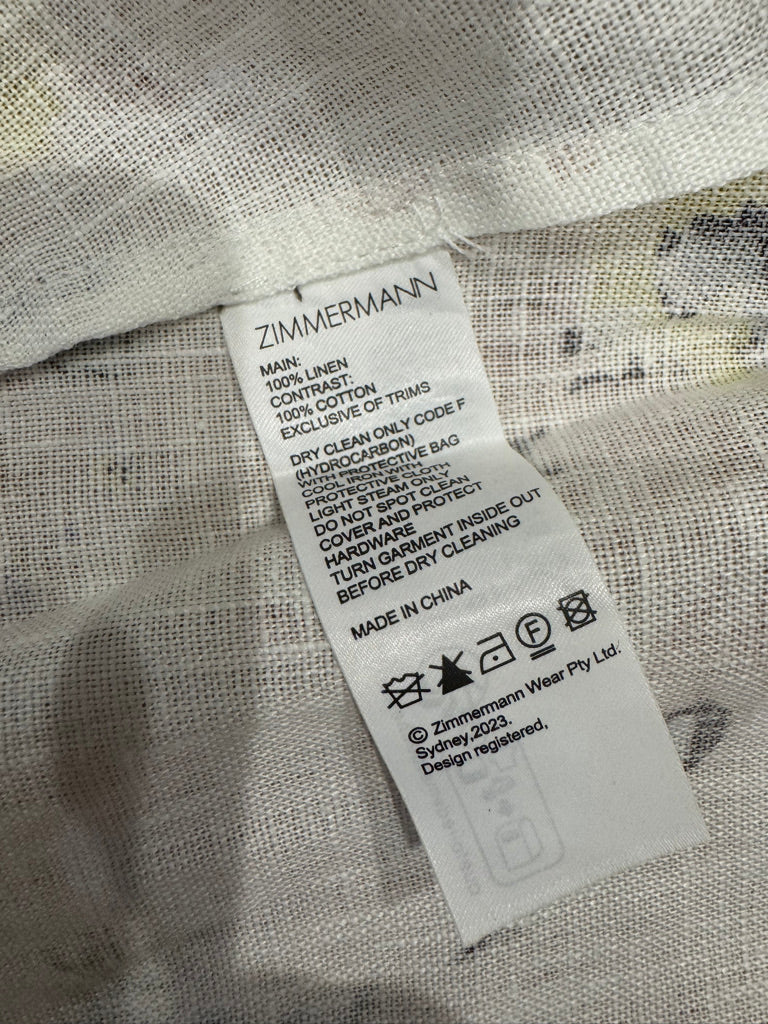 ZIMMERMANN
MAIN:
100% LINEN
CONTRAST:
100% COTTON
EXCLUSIVE OF TRIMS
DRY CLEAN ONLY CODE F
(HYDROCARBON)
WITH PROTECTIVE BAG
COOL IRON WITH
PROTECTIVE CLOTH
LIGHT STEAM ONLY
DO NOT SPOT CLEAN
COVER AND PROTECT
HARDWARE
TURN GARMENT INSIDE OUT
BEFORE DRY CLEANING
MADE IN CHINA
F
© Zimmermann Wear Pty Ltd.
Sydney,2023.
Design registered,